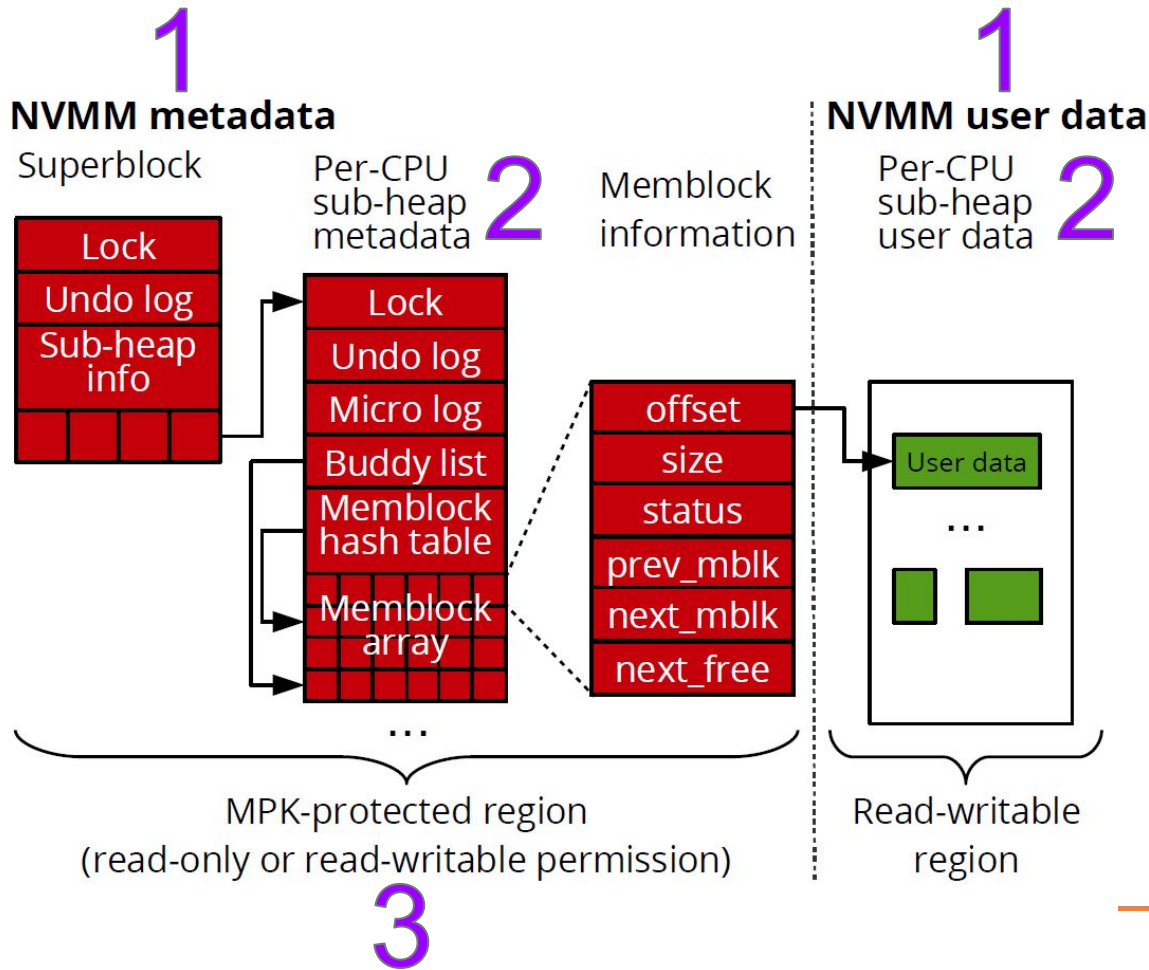 1
NVMM metadata
Superblock
Lock
Undo log
Sub-heap
info
Per-CPU
sub-heap
metadata
2
Lock
Undo log
Micro log
Buddy list
Memblock
hash table
Memblock
array
...
Memblock
information
offset
size
status
prev_mblk
next_mblk
next_free
MPK-protected region
(read-only or read-writable permission)
3
1
NVMM user data
Per-CPU
sub-heap
user data
2
User data
...
Read-writable
region